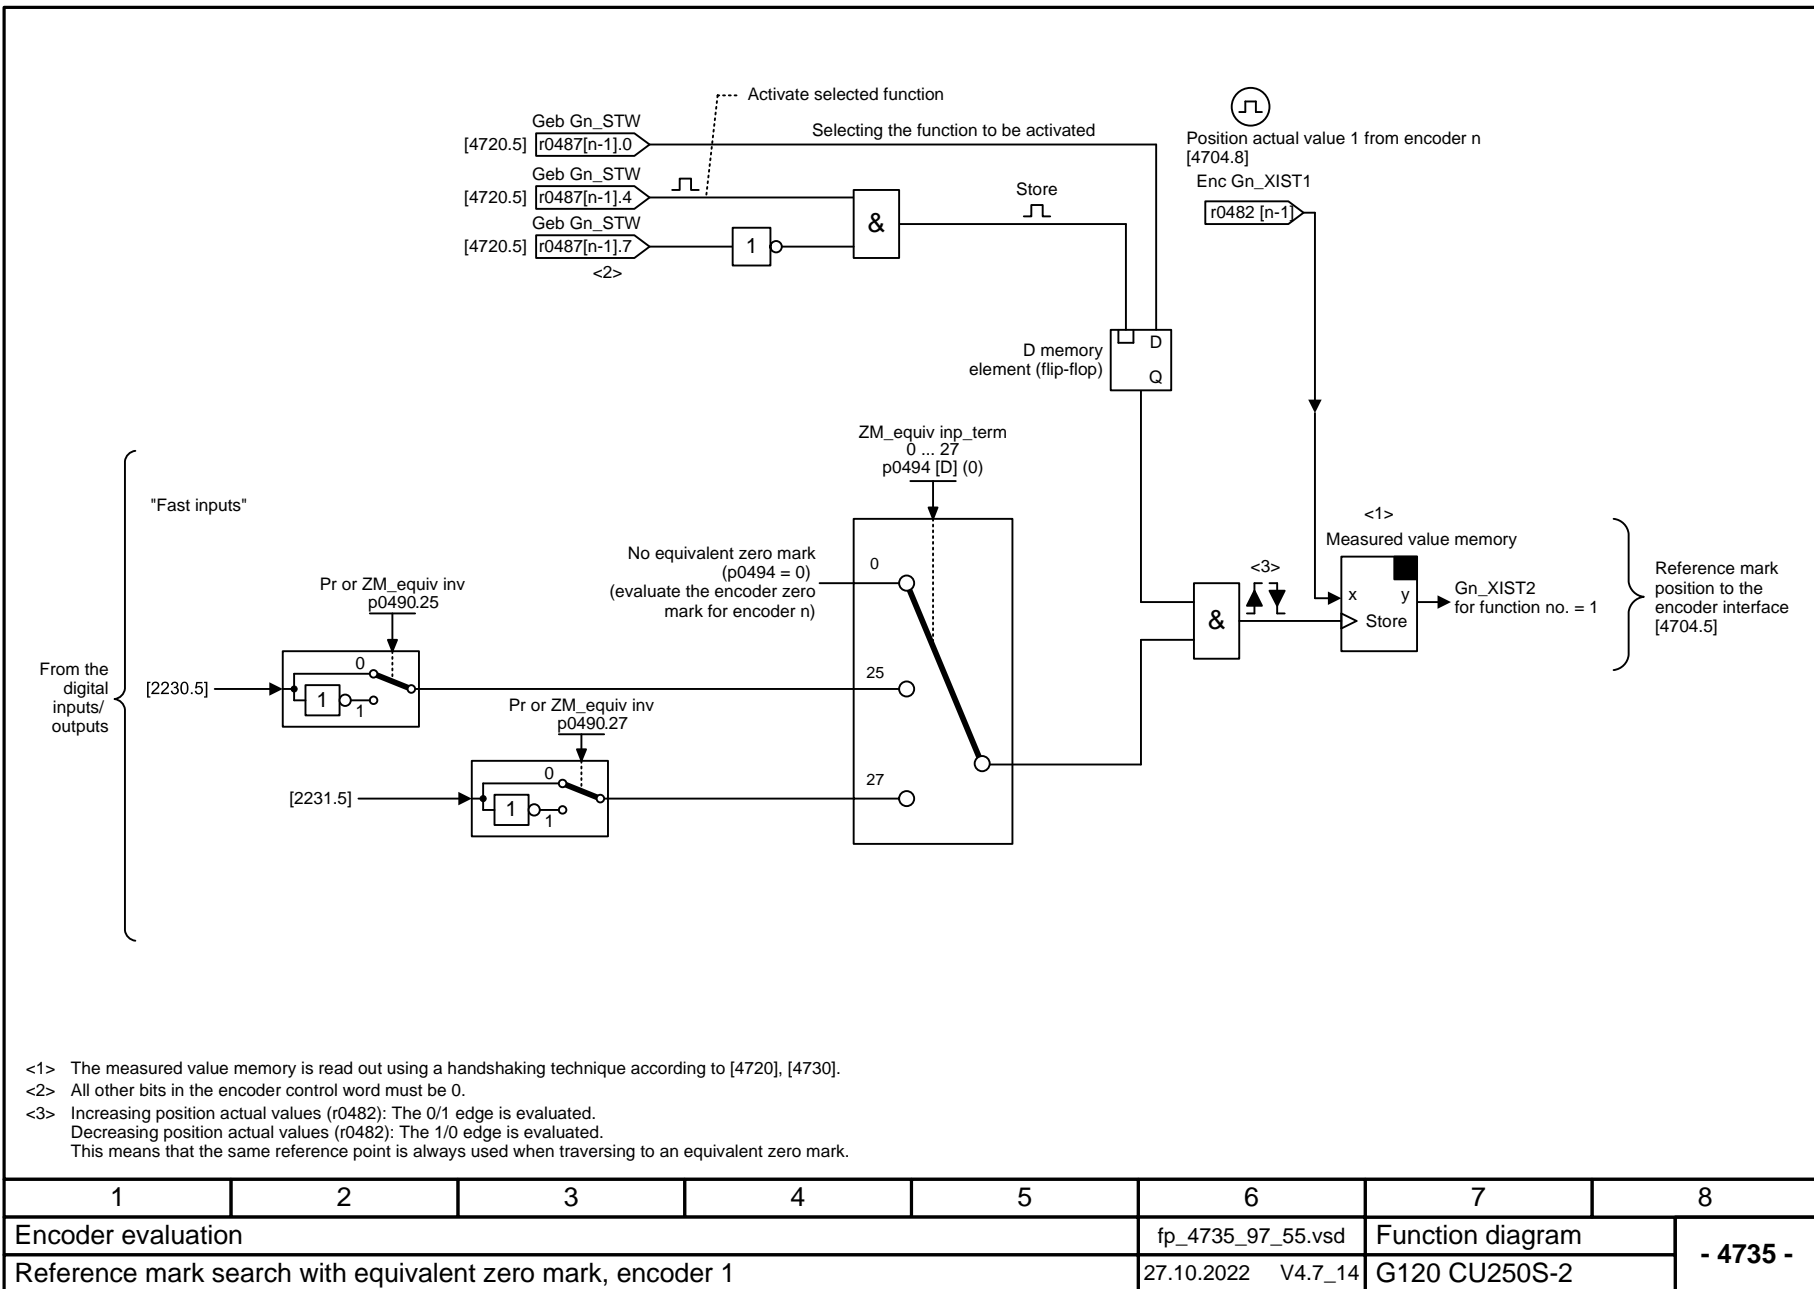 Activate selected function
Geb Gn_STW
[4720.5] r0487[n-1].0
Selecting the function to be activated
Geb Gn_STW
[4720.5] r0487[n-1].4
Geb Gn_STW
[4720.5] r0487[n-1].7
<2>
1
&
Store
Position actual value 1 from encoder n
[4704.8]
Enc Gn_XIST1
r0482 [n-1]
D memory
element (flip-flop)
D
Q
ZM_equiv inp_term
0 ... 27
p0494 [D] (0)
"Fast inputs"
No equivalent zero mark
(p0494 = 0)
(evaluate the encoder zero
mark for encoder n)
0
25
27
Pr or ZM_equiv inv
p0490.25
From the
digital
inputs/
outputs
[2230.5]
0
1
1
Pr or ZM_equiv inv
p0490.27
[2231.5]
0
1
1
&
<3>
<1>
Measured value memory
x
y
Store
Gn_XIST2
for function no. = 1
Reference mark
position to the
encoder interface
[4704.5]
<1> The measured value memory is read out using a handshaking technique according to [4720], [4730].
<2> All other bits in the encoder control word must be 0.
<3> Increasing position actual values (r0482): The 0/1 edge is evaluated.
Decreasing position actual values (r0482): The 1/0 edge is evaluated.
This means that the same reference point is always used when traversing to an equivalent zero mark.
1 2 3 4 5 6 7 8
Encoder evaluation
fp_4735_97_55.vsd
Function diagram
- 4735 -
Reference mark search with equivalent zero mark, encoder 1
27.10.2022 V4.7_14
G120 CU250S-2